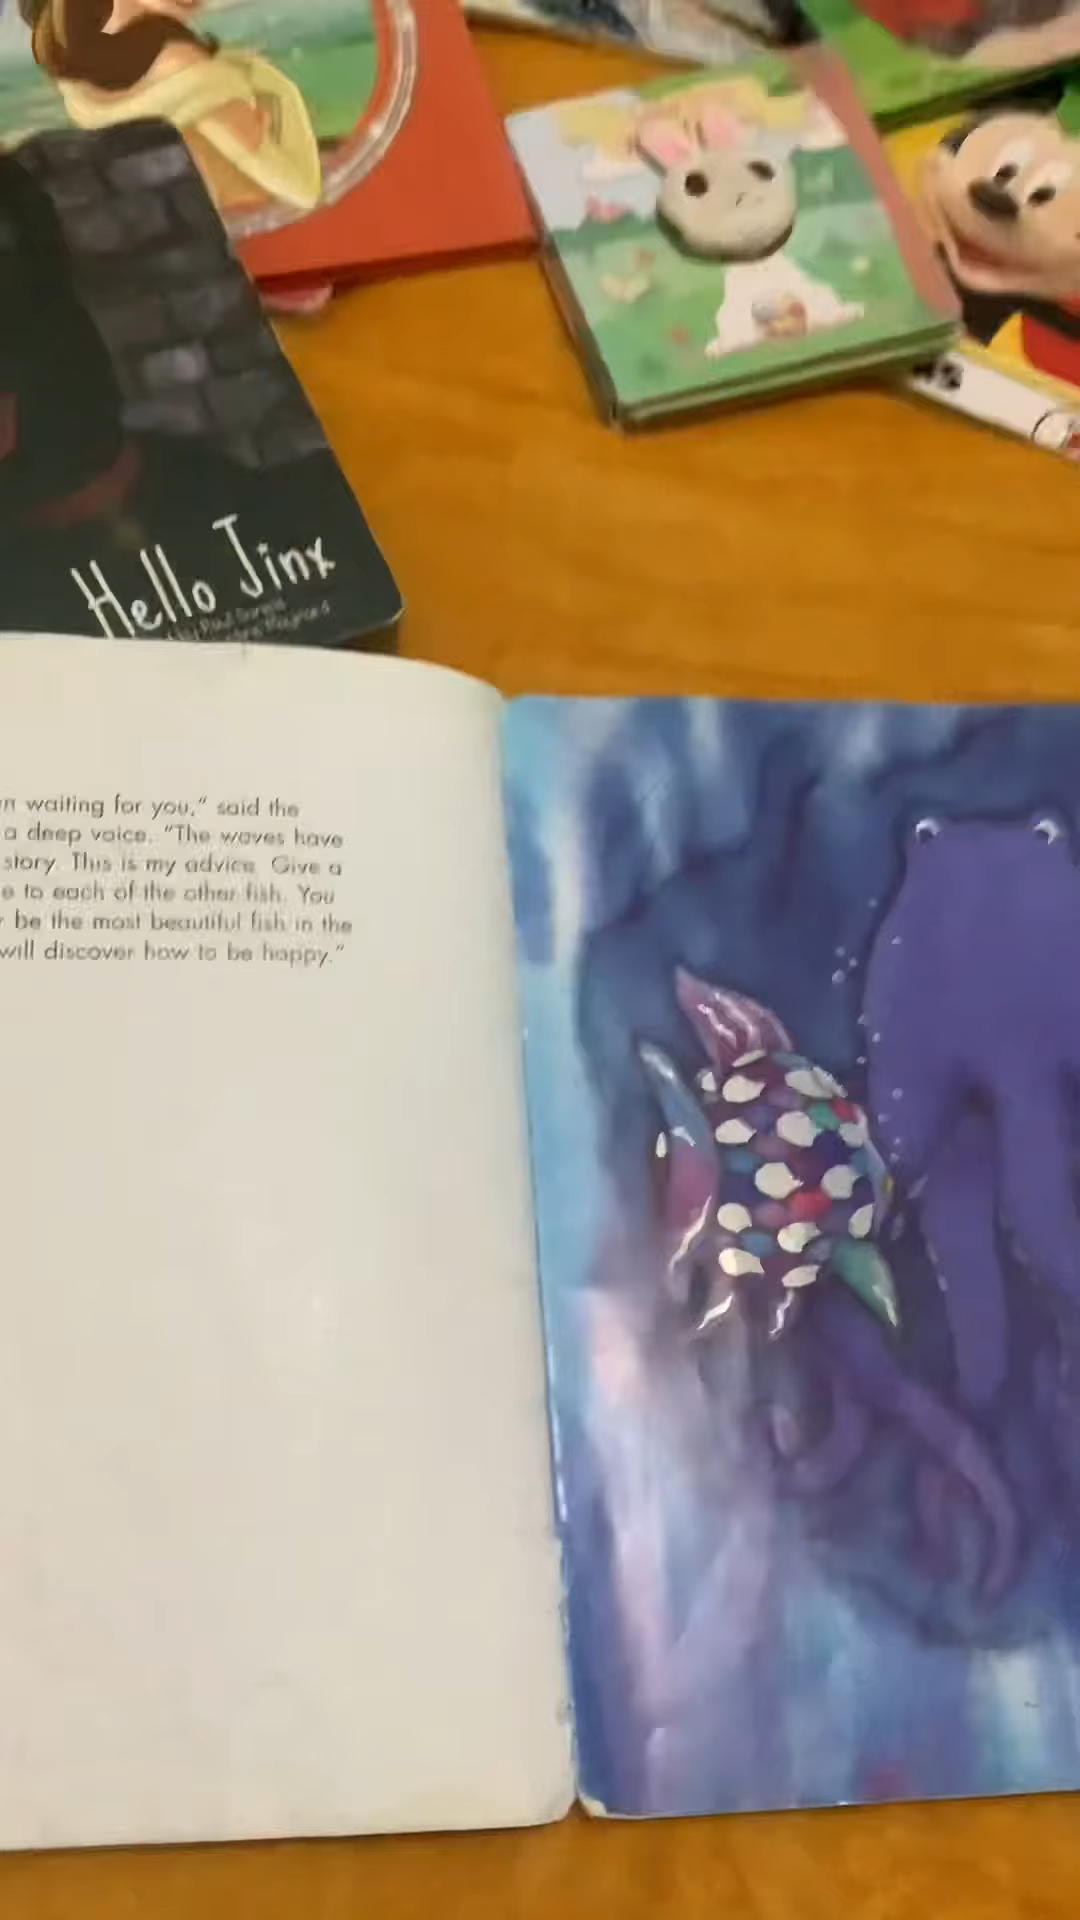 Hello Jinx
waiting for you," said the
a deep voice. "The waves have
story. This is my advice. Give a
to each of the other fish. You
be the most beautiful fish in the
will discover how to be happy."